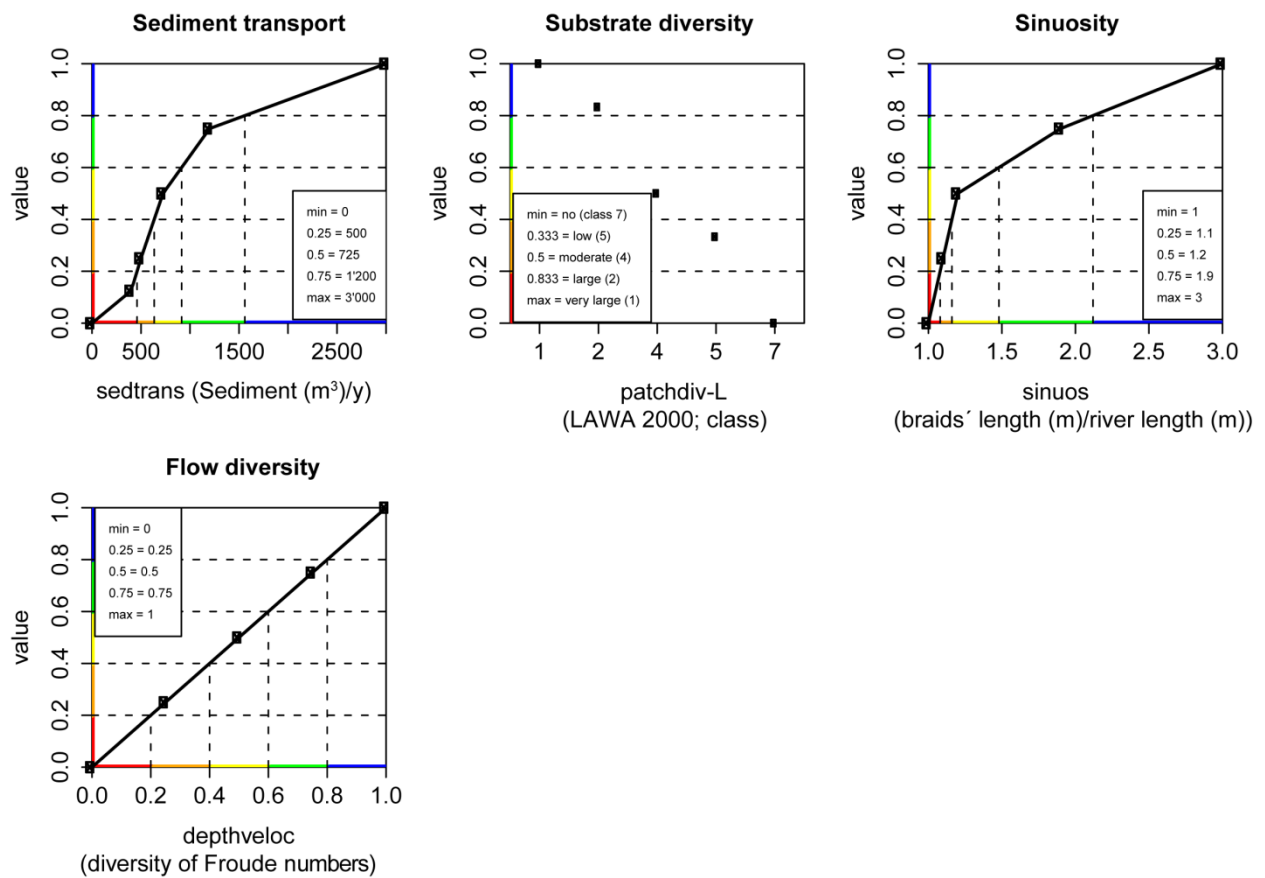 Sediment transport
value
1.0
0.8
0.6
0.4
0.2
0.0
min = 0
0.25 = 500
0.5 = 725
0.75 = 1'200
max = 3'000
0 500 1500 2500
sedtrans (Sediment (m³)/y)
Substrate diversity
value
1.0
0.8
0.6
0.4
0.2
0.0
min = no (class 7)
0.333 = low (5)
0.5 = moderate (4)
0.833 = large (2)
max = very large (1)
1 2 4 5 7
patchdiv-L
(LAWA 2000; class)
Sinuosity
value
1.0
0.8
0.6
0.4
0.2
0.0
min = 1
0.25 = 1.1
0.5 = 1.2
0.75 = 1.9
max = 3
1.0 1.5 2.0 3.0
sinuos
(braids´ length (m)/river length (m))
Flow diversity
value
1.0
0.8
0.6
0.4
0.2
0.0
min = 0
0.25 = 0.25
0.5 = 0.5
0.75 = 0.75
max = 1
0.0 0.2 0.4 0.6 0.8 1.0
depthveloc
(diversity of Froude numbers)